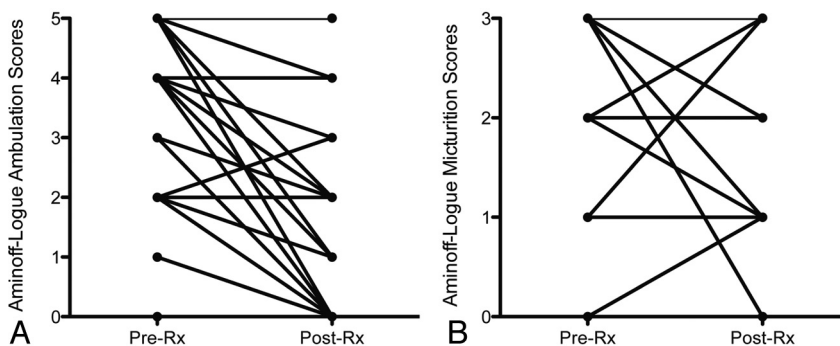 Aminoff-Logue Ambulation Scores
5
4
3
2
1
0
Pre-Rx
Post-Rx
A
Aminoff-Logue Micturition Scores
3
2
1
0
Pre-Rx
Post-Rx
B